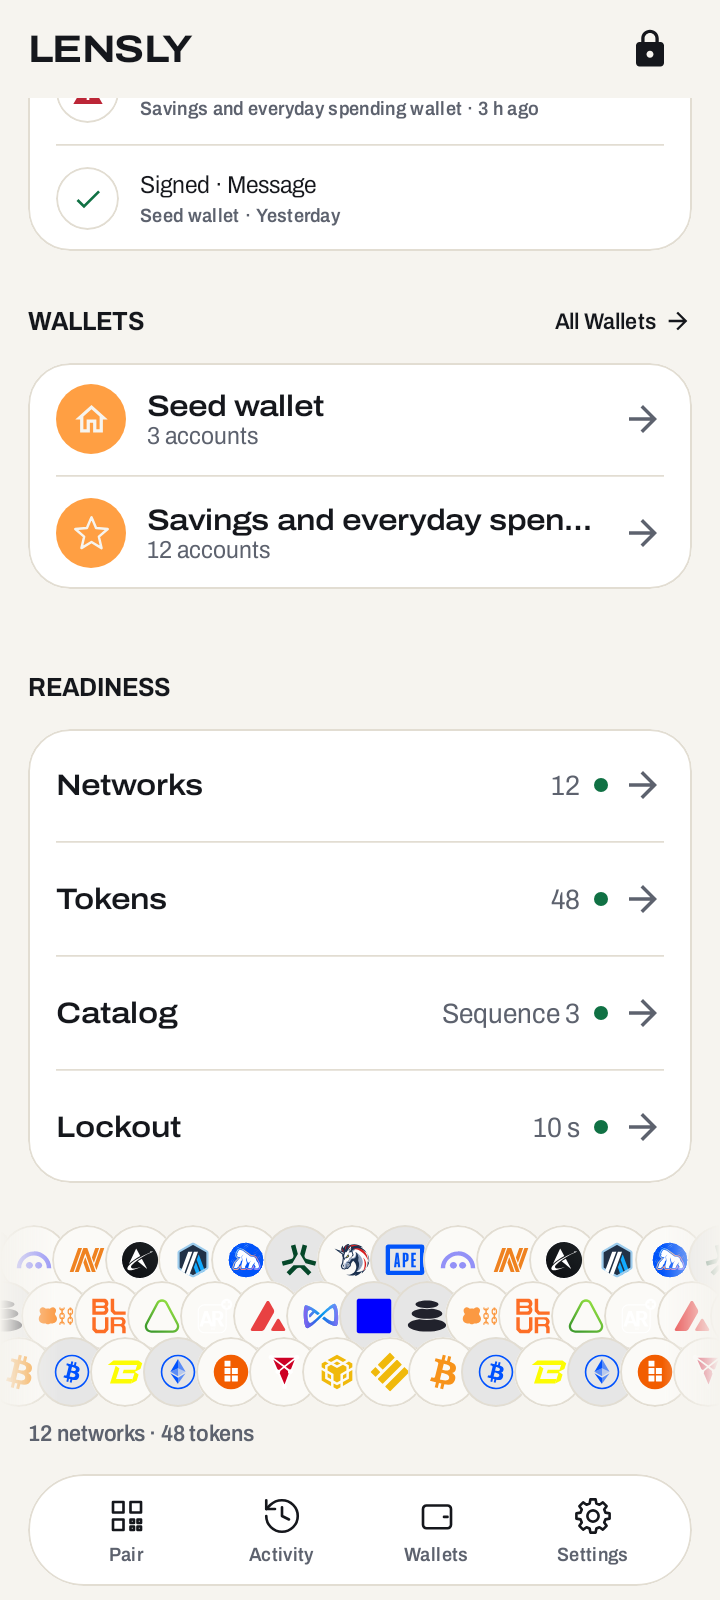 LENSLY
Savings and everyday spending wallet · 3 h ago
Signed · Message
Seed wallet · Yesterday
WALLETS
All Wallets
Seed wallet
3 accounts
Savings and everyday spen...
12 accounts
READINESS
Networks
12
Tokens
48
Catalog
Sequence 3
Lockout
10 s
APE
BL
UR
BL
UR
12 networks · 48 tokens
Pair
Activity
Wallets
Settings